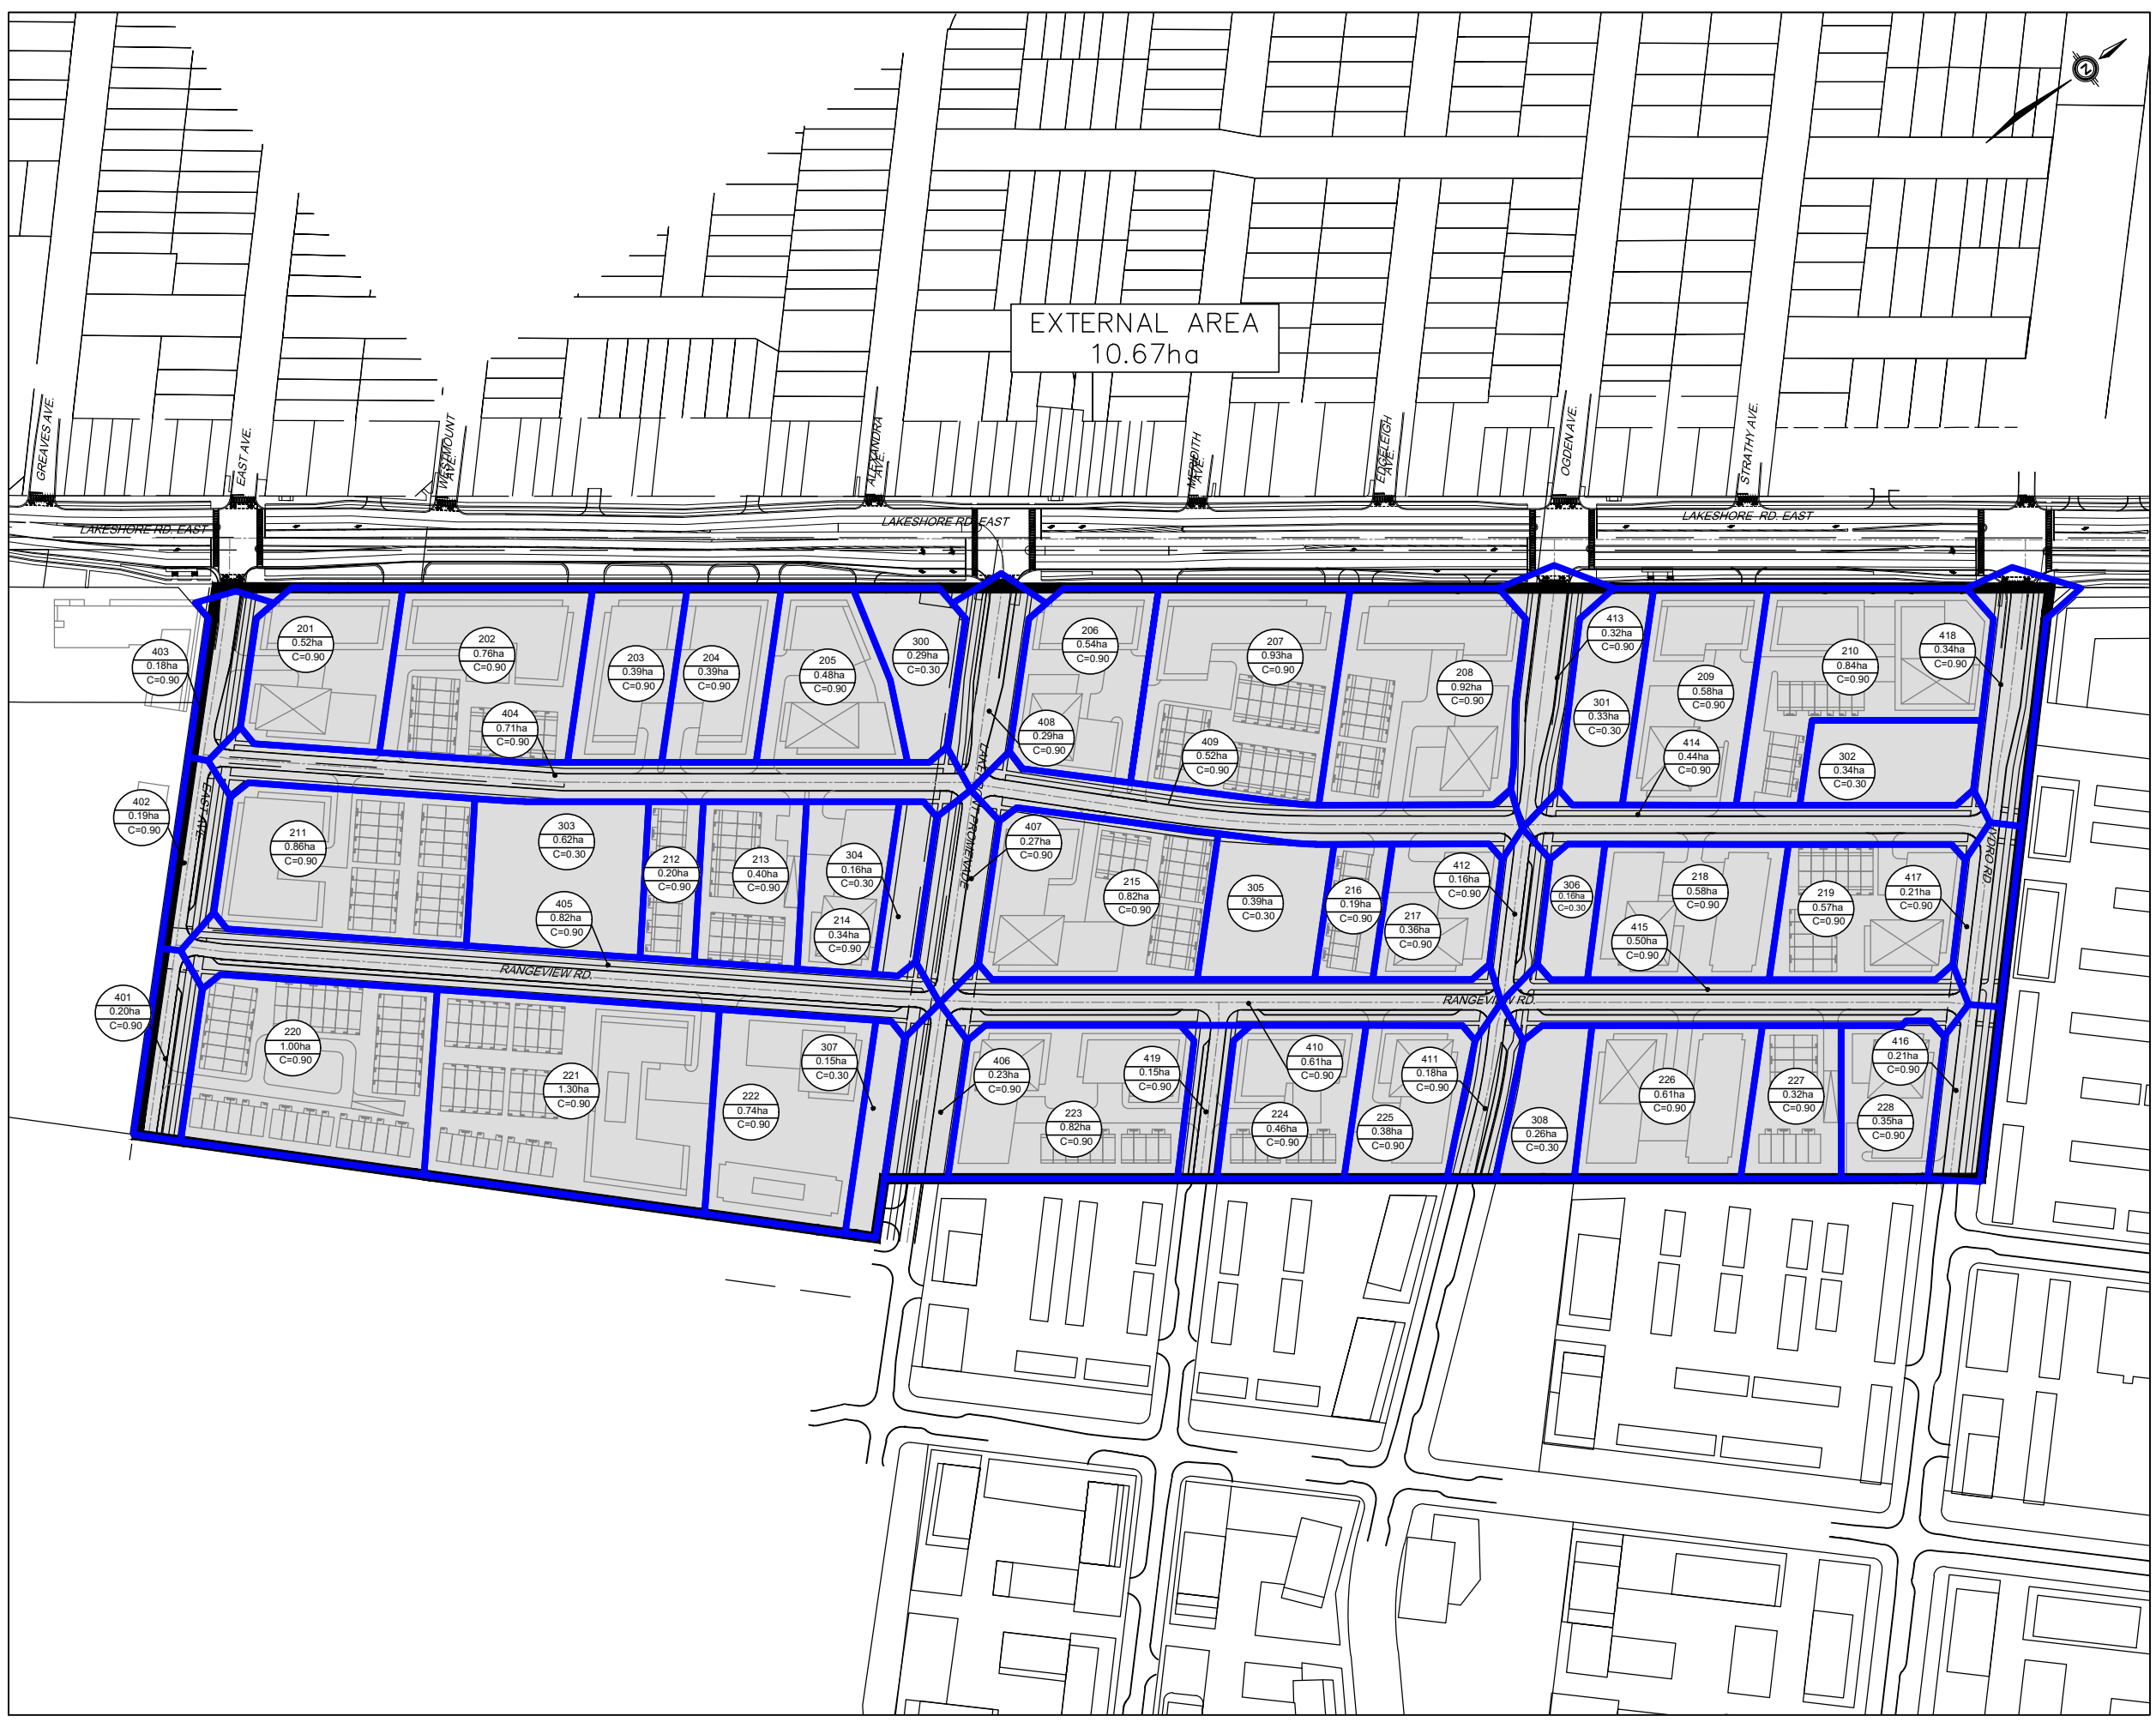 N
EXTERNAL AREA
10.67ha
GREAVES AVE.
EAST AVE.
WESTMOUNT
AVE.
ALEXANDRA
AVE.
MERIDITH
AVE.
EDGELEIGH
AVE.
OGDEN AVE.
STRATHY AVE.
LAKESHORE RD. EAST
LAKESHORE RD. EAST
LAKESHORE RD. EAST
403
0.18ha
C=0.90
201
0.52ha
C=0.90
202
0.76ha
C=0.90
203
0.39ha
C=0.90
204
0.39ha
C=0.90
205
0.48ha
C=0.90
300
0.29ha
C=0.30
206
0.54ha
C=0.90
207
0.93ha
C=0.90
208
0.92ha
C=0.90
413
0.32ha
C=0.90
301
0.33ha
C=0.30
209
0.58ha
C=0.90
210
0.84ha
C=0.90
418
0.34ha
C=0.90
404
0.71ha
C=0.90
408
0.29ha
C=0.90
409
0.52ha
C=0.90
414
0.44ha
C=0.90
302
0.34ha
C=0.30
402
0.19ha
C=0.90
EAST AVE.
211
0.86ha
C=0.90
303
0.62ha
C=0.30
212
0.20ha
C=0.90
213
0.40ha
C=0.90
304
0.16ha
C=0.30
LAKEFRONT PROMENADE
407
0.27ha
C=0.90
215
0.82ha
C=0.90
305
0.39ha
C=0.30
216
0.19ha
C=0.90
217
0.36ha
C=0.90
412
0.16ha
C=0.90
306
0.16ha
C=0.30
218
0.58ha
C=0.90
219
0.57ha
C=0.90
417
0.21ha
C=0.90
HYDRO RD.
405
0.82ha
C=0.90
214
0.34ha
C=0.90
415
0.50ha
C=0.90
RANGEVIEW RD.
RANGEVIEW RD.
401
0.20ha
C=0.90
220
1.00ha
C=0.90
221
1.30ha
C=0.90
222
0.74ha
C=0.90
307
0.15ha
C=0.30
406
0.23ha
C=0.90
223
0.82ha
C=0.90
419
0.15ha
C=0.90
224
0.46ha
C=0.90
410
0.61ha
C=0.90
225
0.38ha
C=0.90
411
0.18ha
C=0.90
308
0.26ha
C=0.30
226
0.61ha
C=0.90
227
0.32ha
C=0.90
416
0.21ha
C=0.90
228
0.35ha
C=0.90